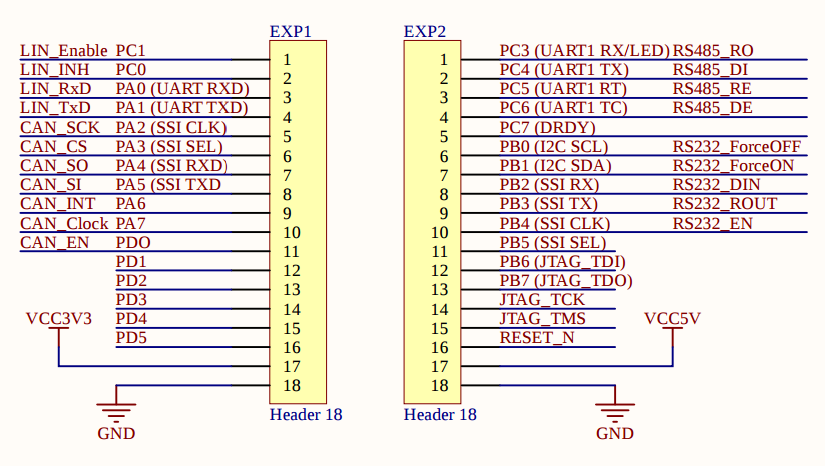 EXP1
LIN_Enable PC1 1
LIN_INH PC0 2
LIN_RxD PA0 (UART RXD) 3
LIN_TxD PA1 (UART TXD) 4
CAN_SCK PA2 (SSI CLK) 5
CAN_CS PA3 (SSI SEL) 6
CAN_SO PA4 (SSI RXD) 7
CAN_SI PA5 (SSI TXD 8
CAN_INT PA6 9
CAN_Clock PA7 10
CAN_EN PDO 11
PD1 12
PD2 13
PD3 14
PD4 15
PD5 16
VCC3V3 17
18
GND
Header 18
EXP2
1 PC3 (UART1 RX/LED) RS485_RO
2 PC4 (UART1 TX) RS485_DI
3 PC5 (UART1 RT) RS485_RE
4 PC6 (UART1 TC) RS485_DE
5 PC7 (DRDY)
6 PB0 (I2C SCL) RS232_ForceOFF
7 PB1 (I2C SDA) RS232_ForceON
8 PB2 (SSI RX) RS232_DIN
9 PB3 (SSI TX) RS232_ROUT
10 PB4 (SSI CLK) RS232_EN
11 PB5 (SSI SEL)
12 PB6 (JTAG_TDI)
13 PB7 (JTAG_TDO)
14 JTAG_TCK
15 JTAG_TMS
16 RESET_N
17 VCC5V
18
GND
Header 18